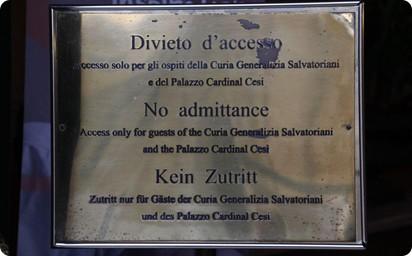 Divieto d'accesso
Accesso solo per gli ospiti della Curia Generalizia Salvatoriani
e del Palazzo Cardinal Cesi
No admittance
Access only for guests of the Curia Generalizia Salvatoriani
and the Palazzo Cardinal Cesi
Kein Zutritt
Zutritt nur für Gäste der Curia Generalizia Salvatoriani
und des Palazzo Cardinal Cesi